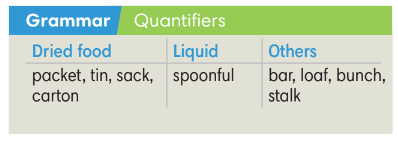 Grammar Quantifiers
Dried food Liquid Others
packet, tin, sack, spoonful bar, loaf, bunch,
carton stalk